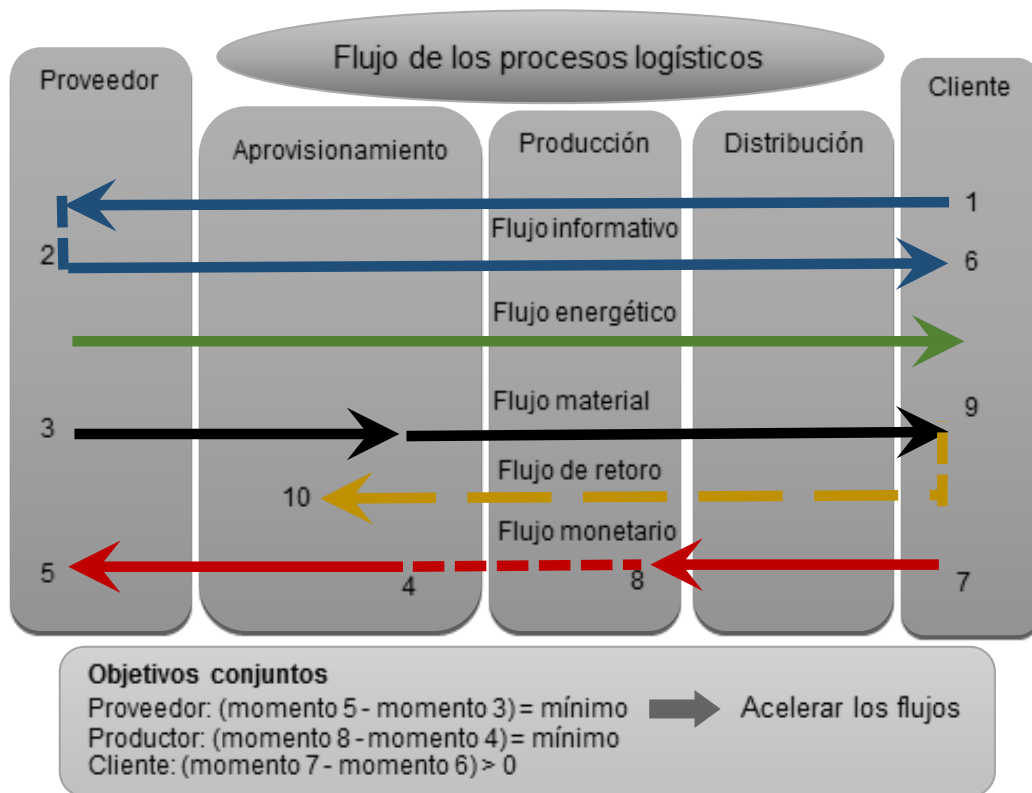 Flujo de los procesos logísticos
Proveedor
Cliente
Aprovisionamiento
Producción
Distribución
1
Flujo informativo
2
6
Flujo energético
Flujo material
9
3
Flujo de retoro
10
Flujo monetario
5
4
8
7
Objetivos conjuntos
Proveedor: (momento 5 - momento 3) = mínimo
Acelerar los flujos
Productor: (momento 8 - momento 4) = mínimo
Cliente: (momento 7 - momento 6) > 0